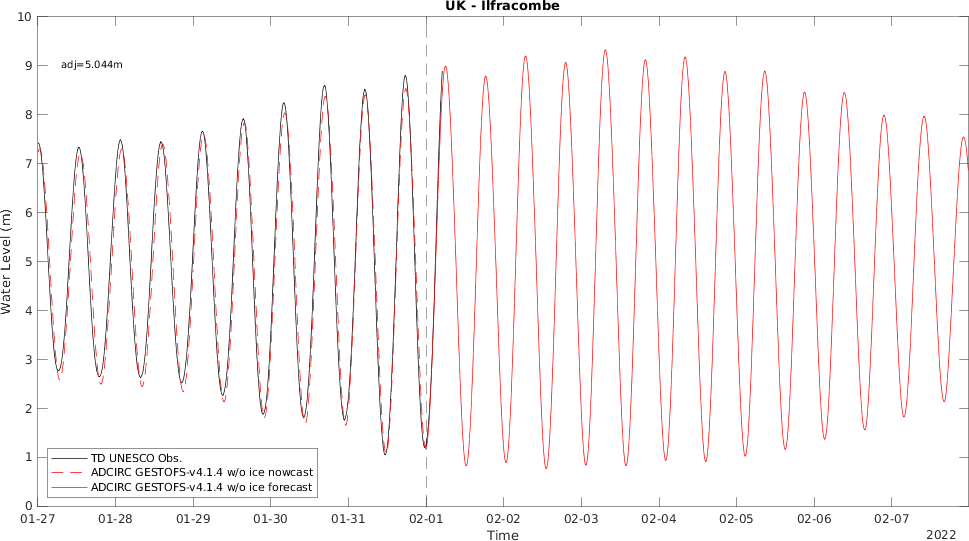 UK - Ilfracombe
adj=5.044m
Water Level (m)
10
9
8
7
6
5
4
3
2
1
0
TD UNESCO Obs.
ADCIRC GESTOFS-v4.1.4 w/o ice nowcast
ADCIRC GESTOFS-v4.1.4 w/o ice forecast
01-27 01-28 01-29 01-30 01-31 02-01 02-02 02-03 02-04 02-05 02-06 02-07
Time
2022